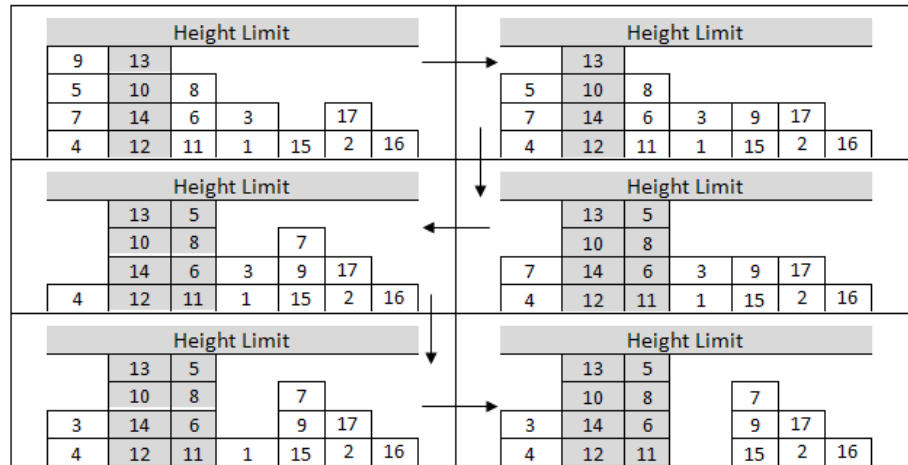 Height Limit
9 13
5 10 8
7 14 6 3 17
4 12 11 1 15 2 16
Height Limit
13
5 10 8
7 14 6 3 9 17
4 12 11 1 15 2 16
Height Limit
13 5
10 8 7
14 6 3 9 17
4 12 11 1 15 2 16
Height Limit
13 5
10 8
7 14 6 3 9 17
4 12 11 1 15 2 16
Height Limit
13 5
10 8 7
3 14 6 9 17
4 12 11 1 15 2 16
Height Limit
13 5
10 8 7
3 14 6 9 17
4 12 11 15 2 16